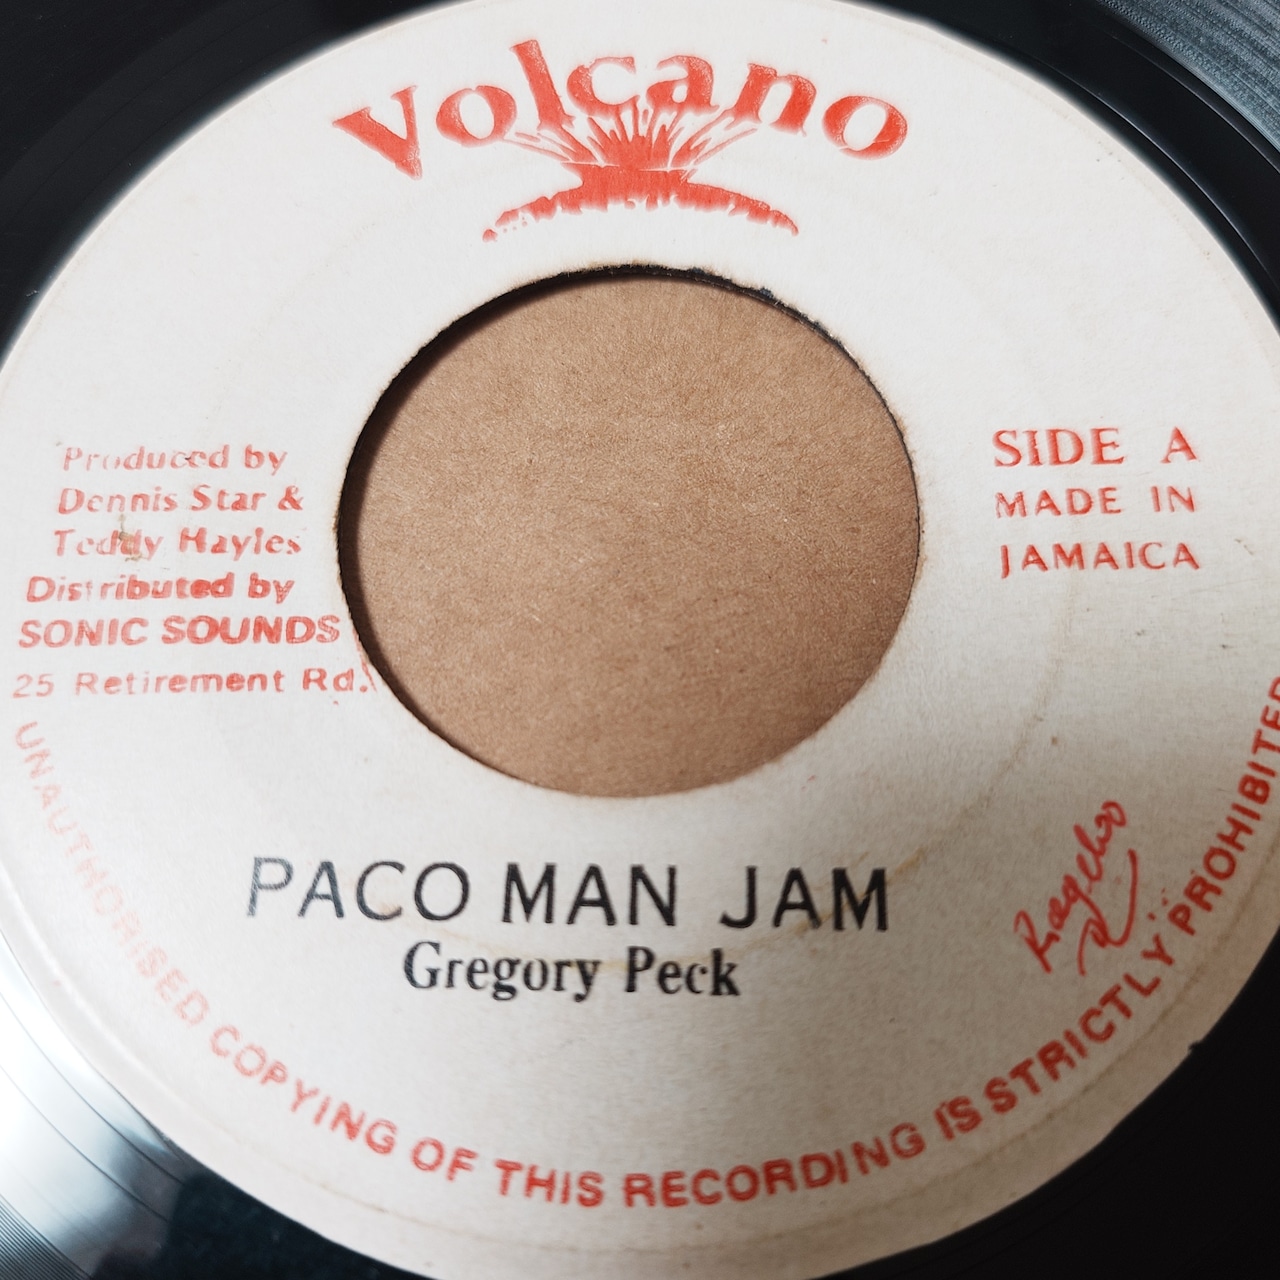 Volcano
Produced by
Dennis Star &
Teddy Hayles
Distributed by
SONIC SOUNDS
25 Retirement Rd.
SIDE A
MADE IN
JAMAICA
PACO MAN JAM
Gregory Peck
UNAUTHORISED COPYING OF THIS RECORDING IS STRICTLY PROHIBITED